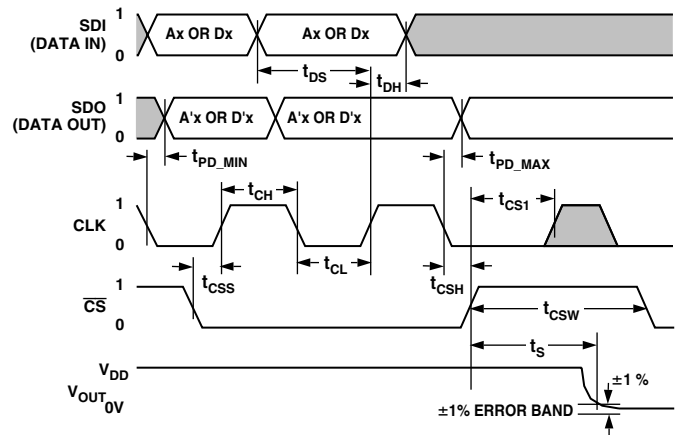 SDI
(DATA IN)
1
0
Ax OR Dx
Ax OR Dx
tDS
tDH
SDO
(DATA OUT)
1
0
A'x OR D'x
A'x OR D'x
tPD_MIN
tPD_MAX
tCH
tCS1
CLK
1
0
tCL
tCSS
tCSH
CS
1
0
tCSW
tS
VDD
VOUT
0V
±1 %
±1% ERROR BAND